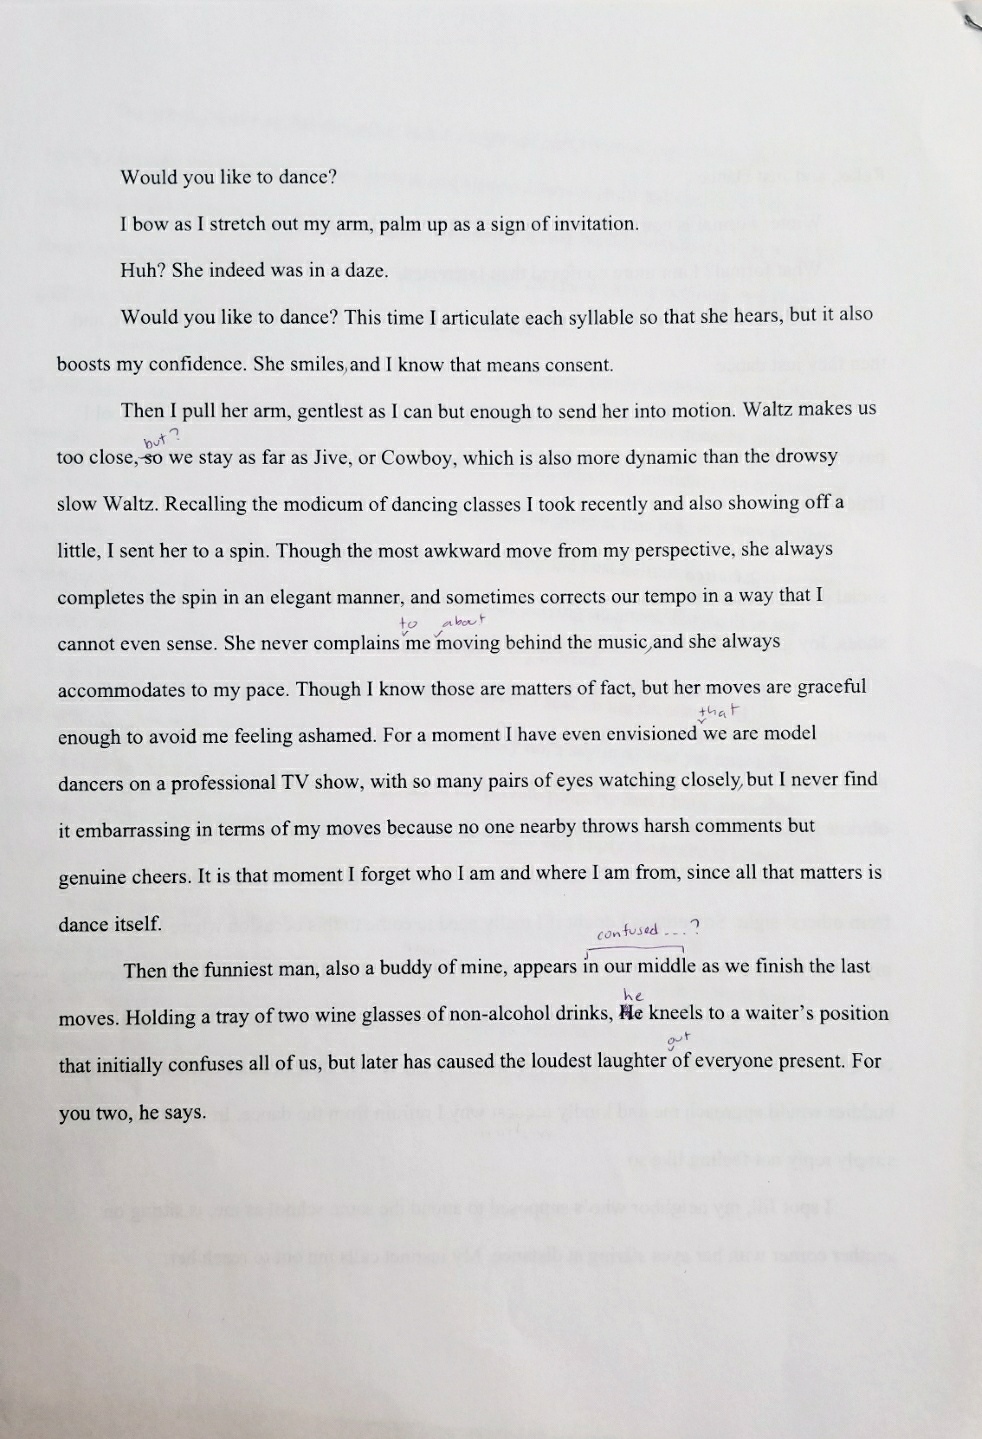 Would you like to dance?
I bow as I stretch out my arm, palm up as a sign of invitation.
Huh? She indeed was in a daze.
Would you like to dance? This time I articulate each syllable so that she hears, but it also
boosts my confidence. She smiles, and I know that means consent.
Then I pull her arm, gentlest as I can but enough to send her into motion. Waltz makes us
but?
too close, so we stay as far as Jive, or Cowboy, which is also more dynamic than the drowsy
slow Waltz. Recalling the modicum of dancing classes I took recently and also showing off a
little, I sent her to a spin. Though the most awkward move from my perspective, she always
completes the spin in an elegant manner, and sometimes corrects our tempo in a way that I
to about
cannot even sense. She never complains me moving behind the music, and she always
accommodates to my pace. Though I know those are matters of fact, but her moves are graceful
that
enough to avoid me feeling ashamed. For a moment I have even envisioned we are model
dancers on a professional TV show, with so many pairs of eyes watching closely, but I never find
it embarrassing in terms of my moves because no one nearby throws harsh comments but
genuine cheers. It is that moment I forget who I am and where I am from, since all that matters is
dance itself.
confused...?
Then the funniest man, also a buddy of mine, appears in our middle as we finish the last
he
moves. Holding a tray of two wine glasses of non-alcohol drinks, He kneels to a waiter's position
out
that initially confuses all of us, but later has caused the loudest laughter of everyone present. For
you two, he says.